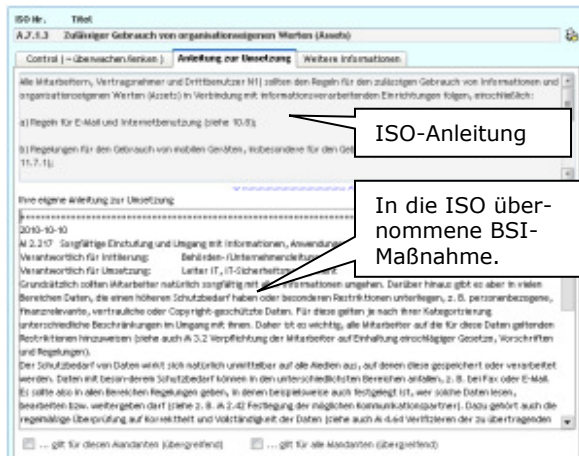 ISO Nr. Titel
A.7.1.3 Zulässiger Gebrauch von organisationseigenen Werten (Assets)
Control ( = überwachen/lenken ) Anleitung zur Umsetzung Weitere Informationen
Alle Mitarbeitern, Vertragsnehmer und Drittbenutzer N1) sollten den Regeln für den zulässigen Gebrauch von Informationen und
organisationseigenen Werten (Assets) in Verbindung mit informationsverarbeitenden Einrichtungen folgen, einschließlich:
a) Regeln für E-Mail und Internetbenutzung (siehe 10.8);
b) Regelungen für den Gebrauch von mobilen Geräten, insbesondere für den Geb
11.7.1);
ISO-Anleitung
Ihre eigene Anleitung zur Umsetzung
In die ISO über-
nommene BSI-
Maßnahme.
2010-10-10
M 2.217 Sorgfältige Einstufung und Umgang mit Informationen, Anwendung
Verantwortlich für Initiierung: Behörden-/Unternehmensleitung
Verantwortlich für Umsetzung: Leiter IT, IT-Sicherheitsm ent
Grundsätzlich sollten Mitarbeiter natürlich sorgfältig mit allen Informationen umgehen. Darüber hinaus gibt es aber in vielen
Bereichen Daten, die einen höheren Schutzbedarf haben oder besonderen Restriktionen unterliegen, z. B. personenbezogene,
finanzrelevante, vertrauliche oder Copyright-geschützte Daten. Für diese gelten je nach ihrer Kategorisierung
unterschiedliche Beschränkungen im Umgang mit ihnen. Daher ist es wichtig, alle Mitarbeiter auf die für diese Daten geltenden
Restriktionen hinzuweisen (siehe auch M 3.2 Verpflichtung der Mitarbeiter auf Einhaltung einschlägiger Gesetze, Vorschriften
und Regelungen).
Der Schutzbedarf von Daten wirkt sich natürlich unmittelbar auf alle Medien aus, auf denen diese gespeichert oder verarbeitet
werden. Daten mit besonderem Schutzbedarf können in den unterschiedlichsten Bereichen anfallen, z. B. bei Fax oder E-Mail.
Es sollte also in allen Bereichen Regelungen geben, in denen beispielsweise auch festgelegt ist, wer solche Daten lesen,
bearbeiten bzw. weitergeben darf (siehe z. B. M 2.42 Festlegung der möglichen Kommunikationspartner). Dazu gehört auch die
regelmäßige Überprüfung auf Korrektheit und Vollständigkeit der Daten (siehe auch M 4.64 Verifizieren der zu übertragenden
... gilt für diesen Mandanten (übergreifend) ... gilt für alle Mandanten (übergreifend)